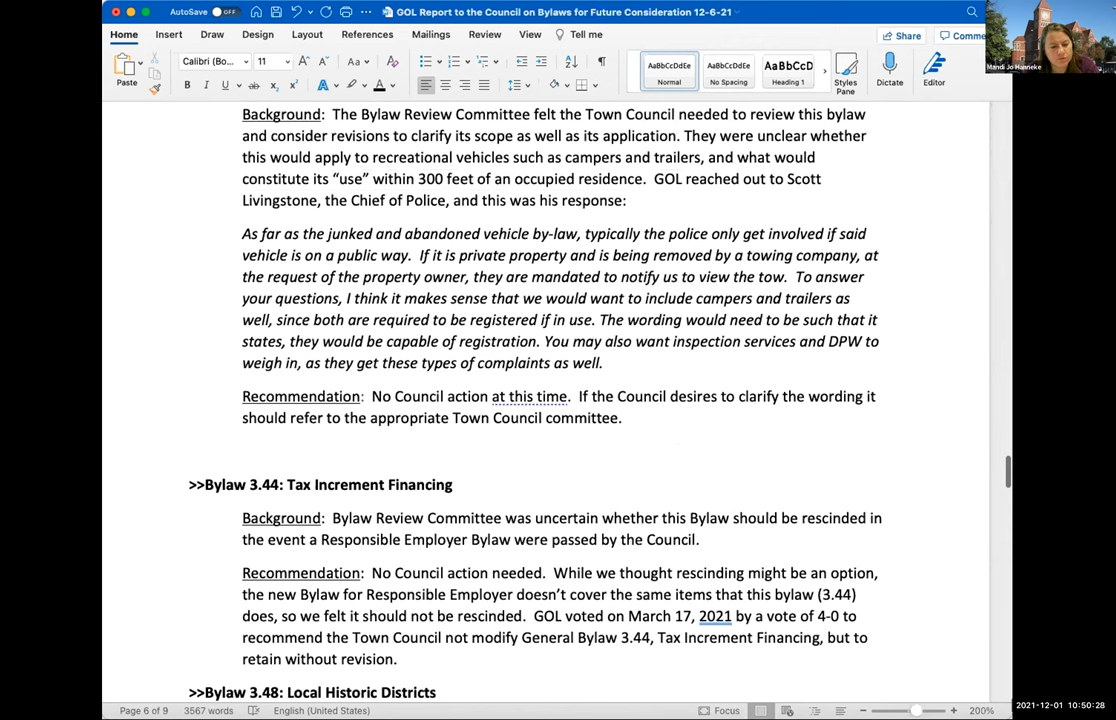 AutoSave OFF GOL Report to the Council on Bylaws for Future Consideration 12-6-21
Home Insert Draw Design Layout References Mailings Review View Tell me Share Comme
Mandi Jo Hanneke
Paste Calibri (Bo... 11 AaBbCcDdEe Normal AaBbCcDdEe No Spacing AaBbCcD Heading 1 Styles Pane Dictate Editor
Background: The Bylaw Review Committee felt the Town Council needed to review this bylaw
and consider revisions to clarify its scope as well as its application. They were unclear whether
this would apply to recreational vehicles such as campers and trailers, and what would
constitute its “use” within 300 feet of an occupied residence. GOL reached out to Scott
Livingstone, the Chief of Police, and this was his response:
As far as the junked and abandoned vehicle by-law, typically the police only get involved if said
vehicle is on a public way. If it is private property and is being removed by a towing company, at
the request of the property owner, they are mandated to notify us to view the tow. To answer
your questions, I think it makes sense that we would want to include campers and trailers as
well, since both are required to be registered if in use. The wording would need to be such that it
states, they would be capable of registration. You may also want inspection services and DPW to
weigh in, as they get these types of complaints as well.
Recommendation: No Council action at this time. If the Council desires to clarify the wording it
should refer to the appropriate Town Council committee.
>>Bylaw 3.44: Tax Increment Financing
Background: Bylaw Review Committee was uncertain whether this Bylaw should be rescinded in
the event a Responsible Employer Bylaw were passed by the Council.
Recommendation: No Council action needed. While we thought rescinding might be an option,
the new Bylaw for Responsible Employer doesn’t cover the same items that this bylaw (3.44)
does, so we felt it should not be rescinded. GOL voted on March 17, 2021 by a vote of 4-0 to
recommend the Town Council not modify General Bylaw 3.44, Tax Increment Financing, but to
retain without revision.
>>Bylaw 3.48: Local Historic Districts
Page 6 of 9 3567 words English (United States) Focus 200%
2021-12-01 10:50:28